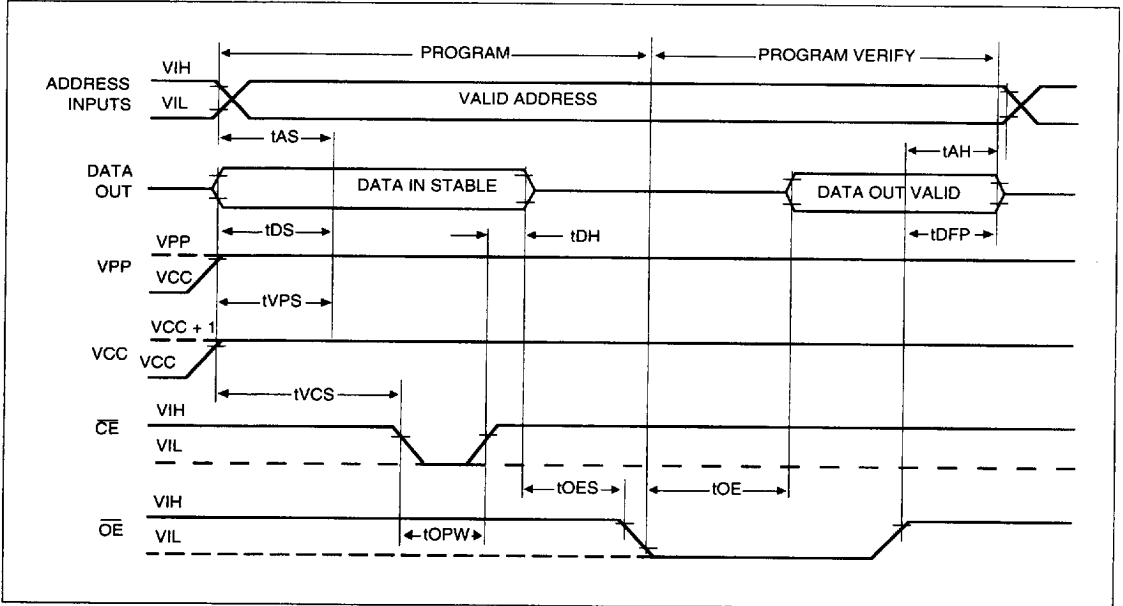 PROGRAM
PROGRAM VERIFY
ADDRESS INPUTS
VIH
VIL
VALID ADDRESS
tAS
tAH
DATA OUT
DATA IN STABLE
DATA OUT VALID
tDS
tDH
tDFP
VPP
VPP
VCC
tVPS
VCC + 1
VCC
VCC
tVCS
VIH
CE
VIL
tOES
tOE
VIH
OE
VIL
tOPW